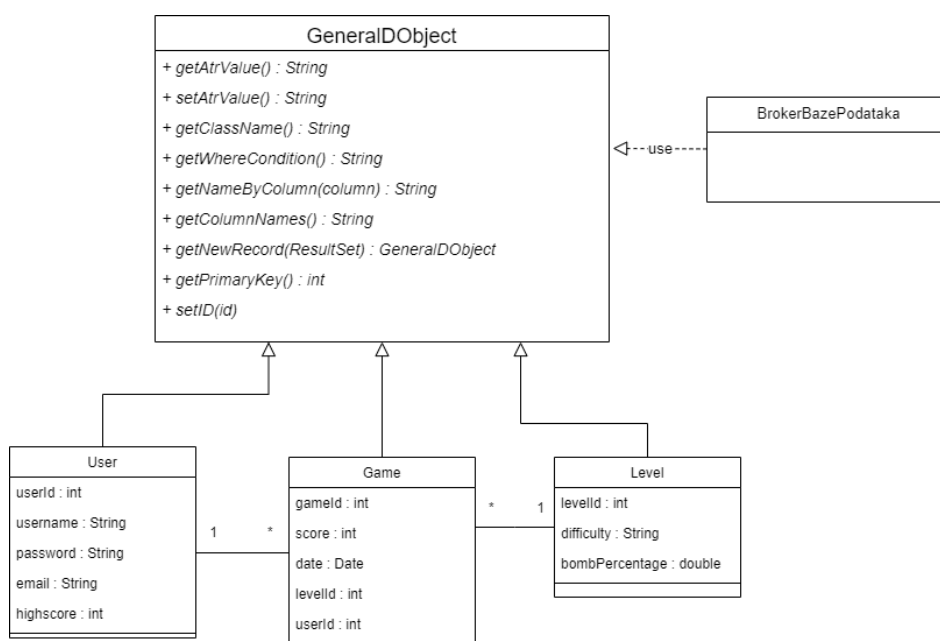 GeneralDObject
+ getAtrValue() : String
+ setAtrValue() : String
+ getClassName() : String
+ getWhereCondition() : String
+ getNameByColumn(column) : String
+ getColumnNames() : String
+ getNewRecord(ResultSet) : GeneralDObject
+ getPrimaryKey() : int
+ setID(id)
BrokerBazePodataka
use
User
userId : int
username : String
password : String
email : String
highscore : int
1
*
Game
gameId : int
score : int
date : Date
levelId : int
userId : int
*
1
Level
levelId : int
difficulty : String
bombPercentage : double